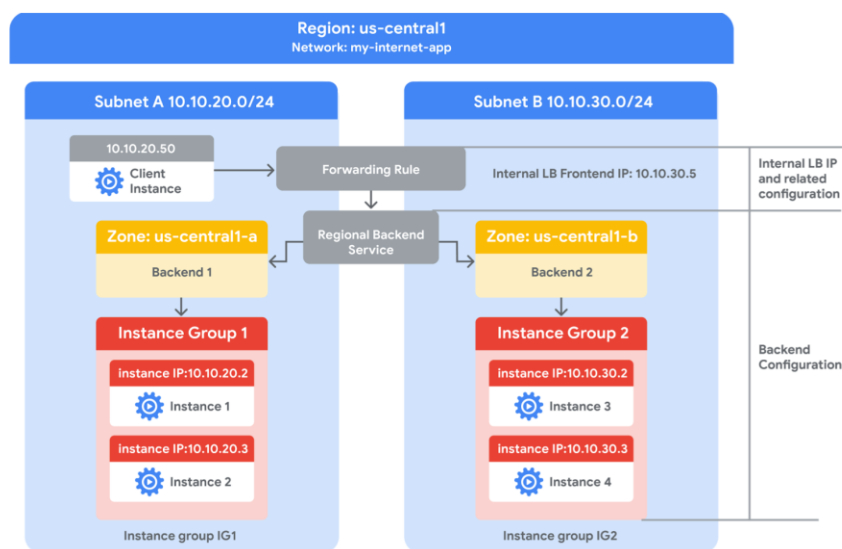 Region: us-central1
Network: my-internet-app
Subnet A 10.10.20.0/24
Subnet B 10.10.30.0/24
10.10.20.50
Client
Instance
Forwarding Rule
Internal LB Frontend IP: 10.10.30.5
Internal LB IP
and related
configuration
Regional Backend
Service
Zone: us-central1-a
Backend 1
Zone: us-central1-b
Backend 2
Instance Group 1
instance IP:10.10.20.2
Instance 1
instance IP:10.10.20.3
Instance 2
Instance group IG1
Instance Group 2
instance IP:10.10.30.2
Instance 3
instance IP:10.10.30.3
Instance 4
Instance group IG2
Backend
Configuration